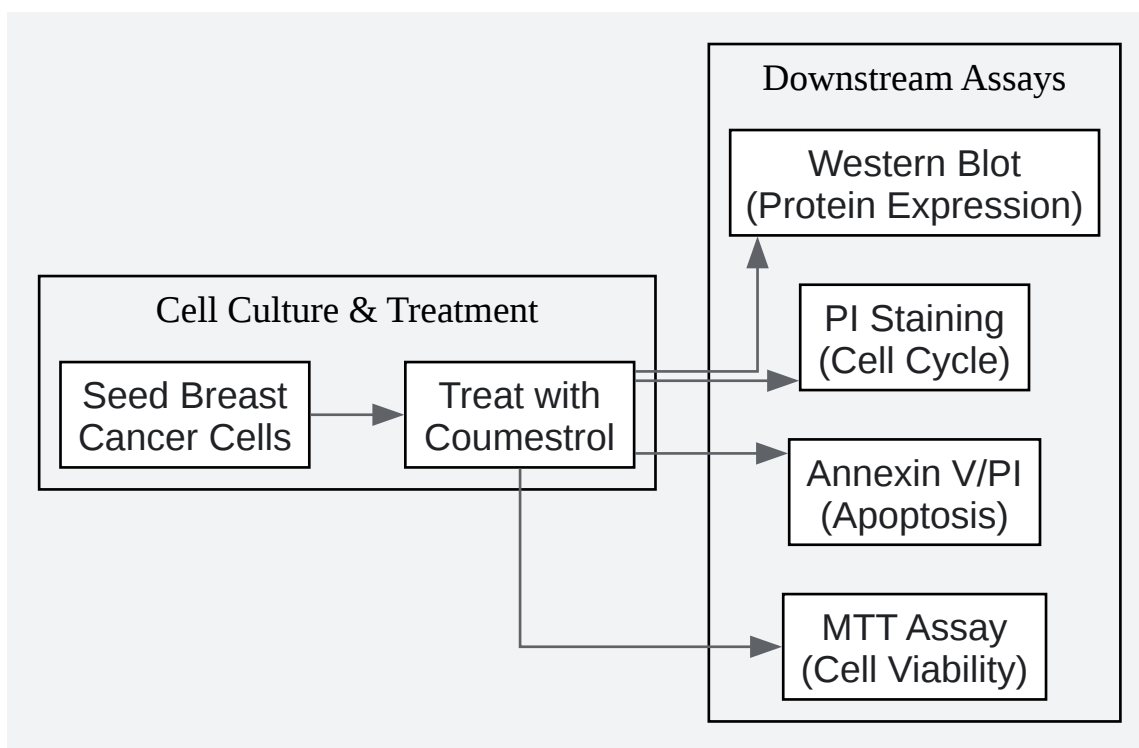 Cell Culture & Treatment
Seed Breast
Cancer Cells
Treat with
Coumestrol
Downstream Assays
Western Blot
(Protein Expression)
PI Staining
(Cell Cycle)
Annexin V/PI
(Apoptosis)
MTT Assay
(Cell Viability)